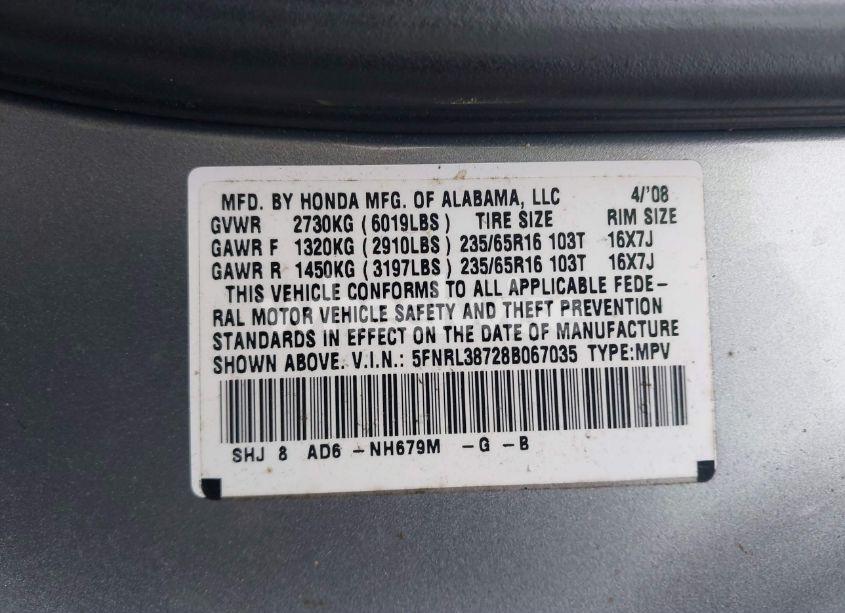 MFD. BY HONDA MFG. OF ALABAMA, LLC 4/'08
GVWR 2730KG ( 6019LBS ) TIRE SIZE RIM SIZE
GAWR F 1320KG ( 2910LBS ) 235/65R16 103T 16X7J
GAWR R 1450KG ( 3197LBS ) 235/65R16 103T 16X7J
THIS VEHICLE CONFORMS TO ALL APPLICABLE FEDE-
RAL MOTOR VEHICLE SAFETY AND THEFT PREVENTION
STANDARDS IN EFFECT ON THE DATE OF MANUFACTURE
SHOWN ABOVE. V.I.N.: 5FNRL38728B067035 TYPE:MPV
SHJ 8 AD6 -NH679M -G -B